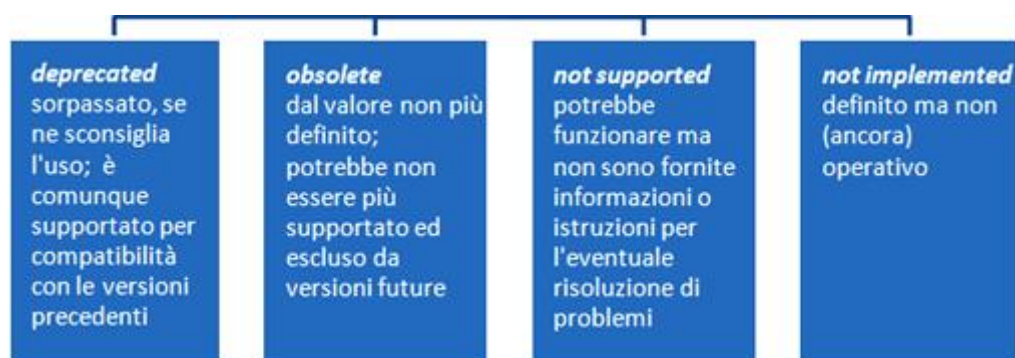 deprecated
sorpassato, se
ne sconsiglia
l'uso; è
comunque
supportato per
compatibilità
con le versioni
precedenti
obsolete
dal valore non più
definito;
potrebbe non
essere più
supportato ed
escluso da
versioni future
not supported
potrebbe
funzionare ma
non sono fornite
informazioni o
istruzioni per
l'eventuale
risoluzione di
problemi
not implemented
definito ma non
(ancora)
operativo